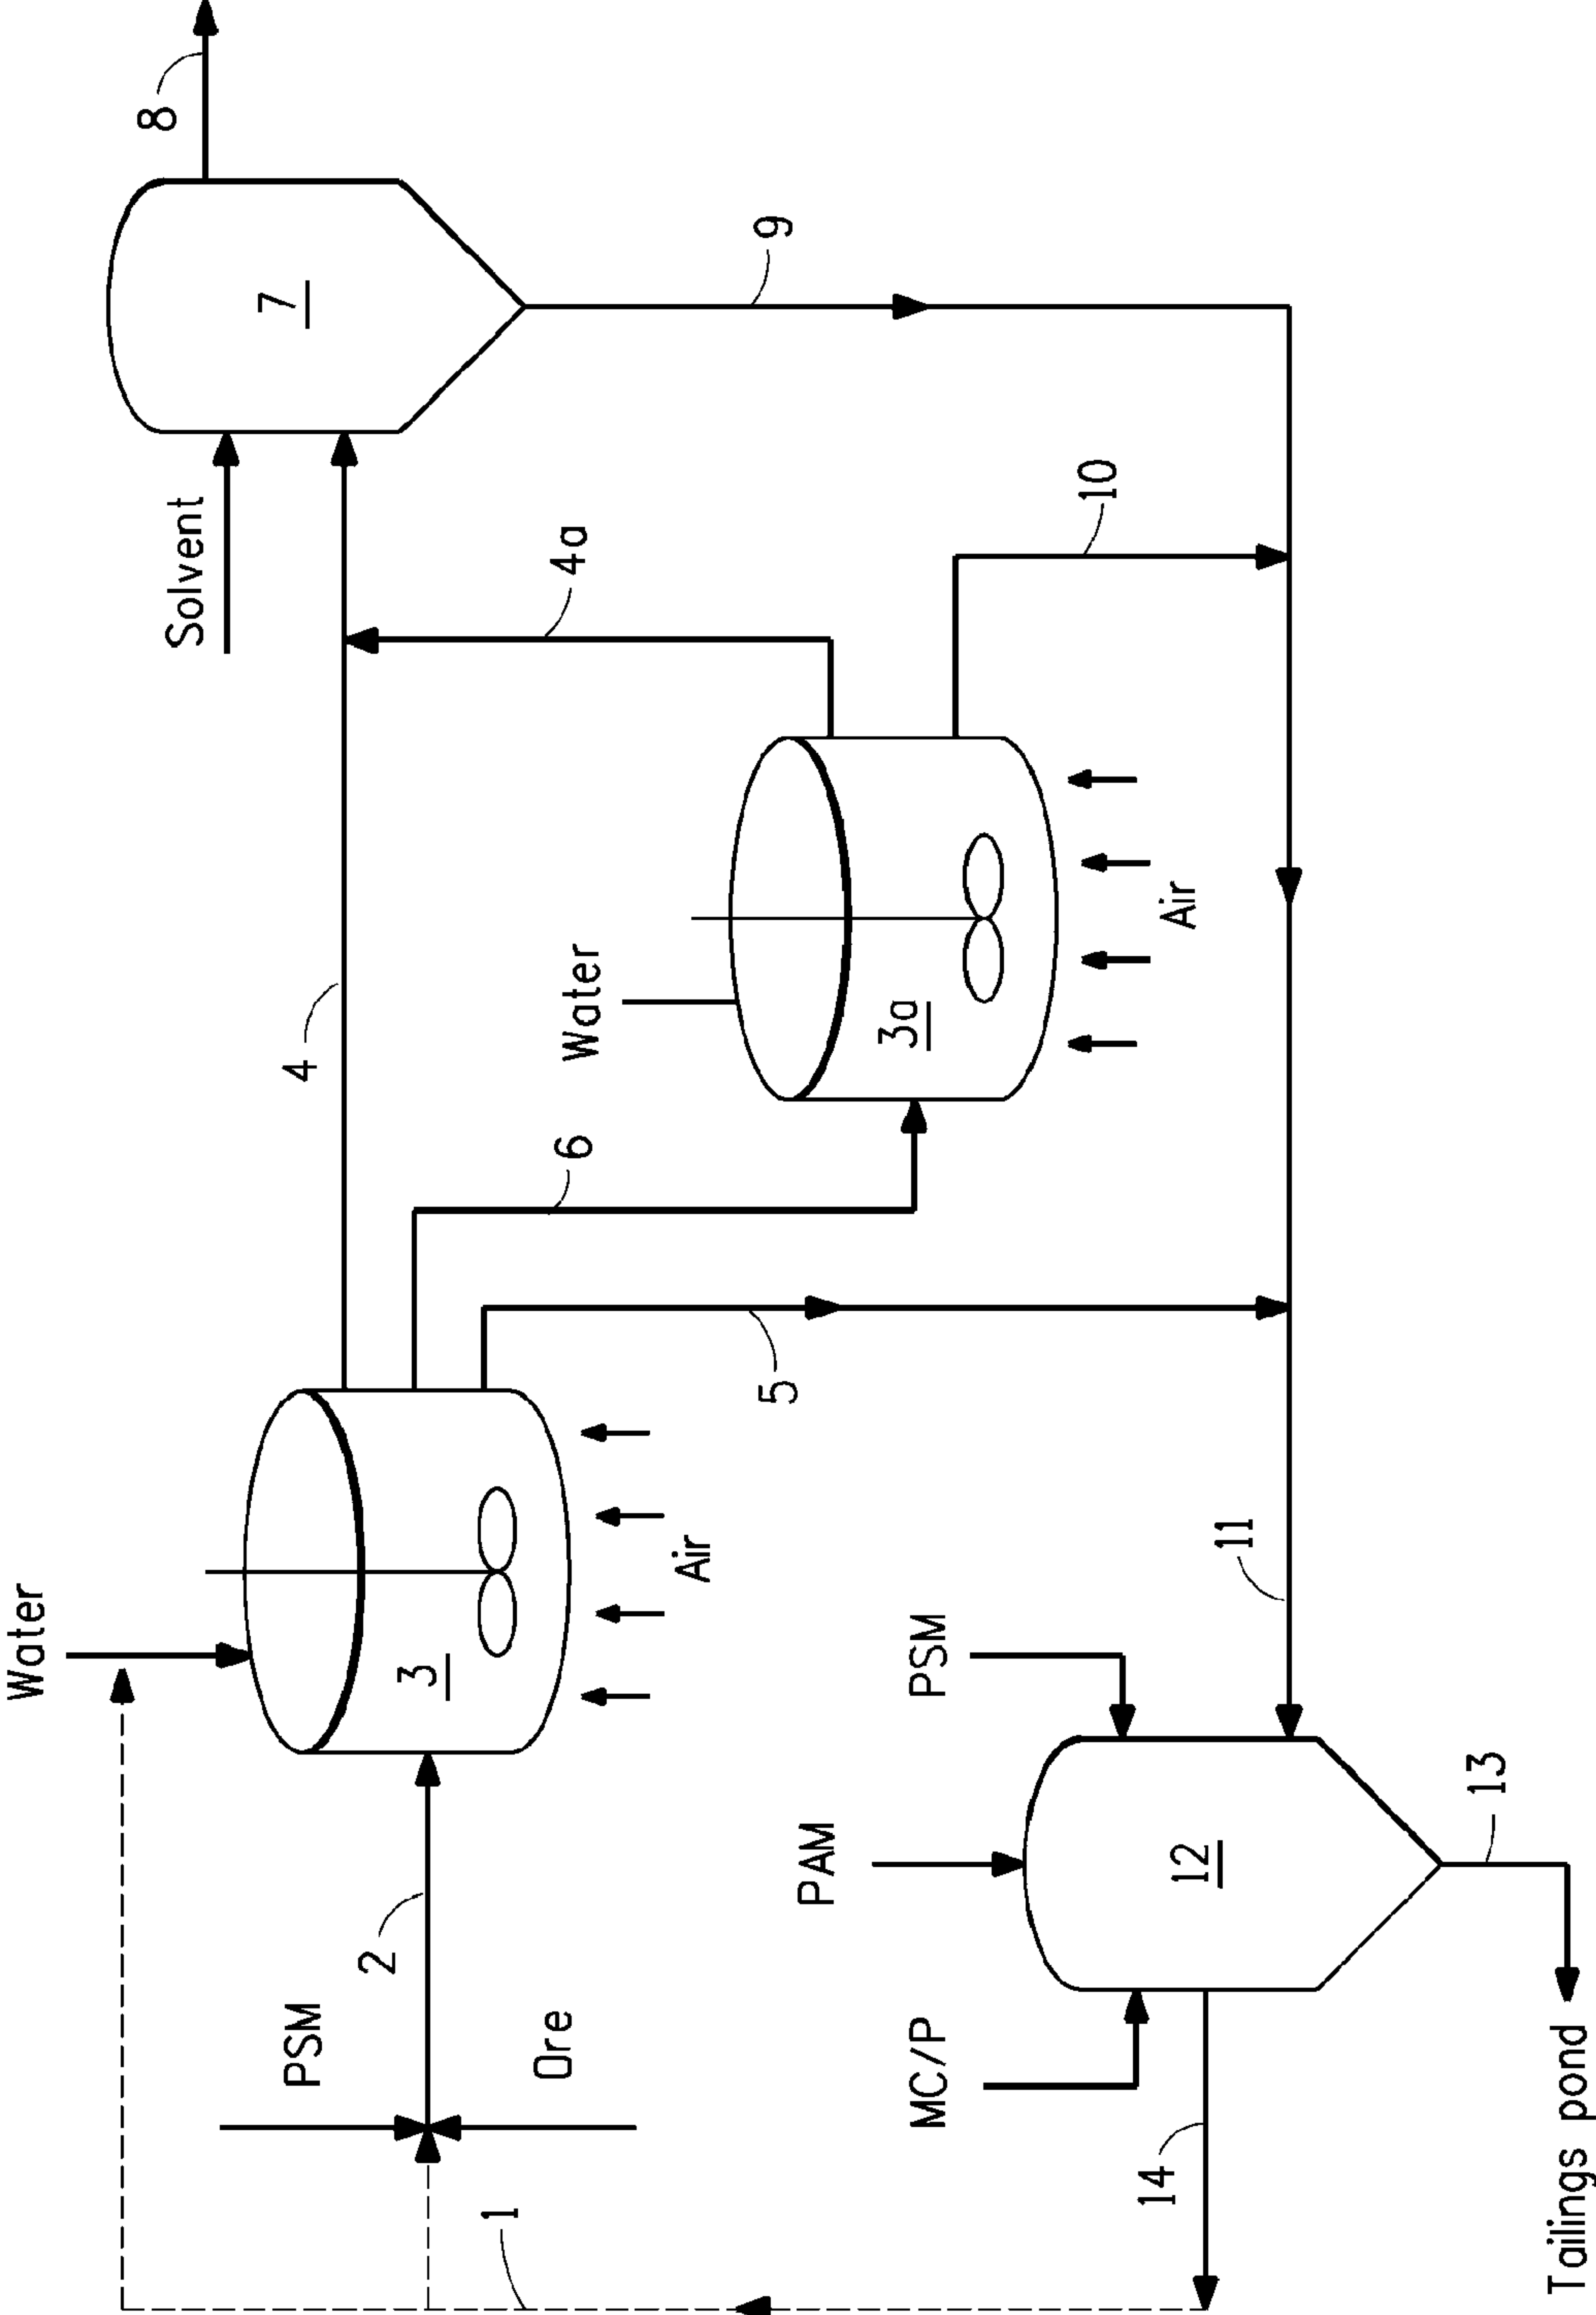 Water
PSM
Ore
1
2
3
Air
4
5
6
Water
3a
Air
4a
Solvent
7
8
9
10
11
PSM
PAM
MC/P
12
13
14
Tailings pond